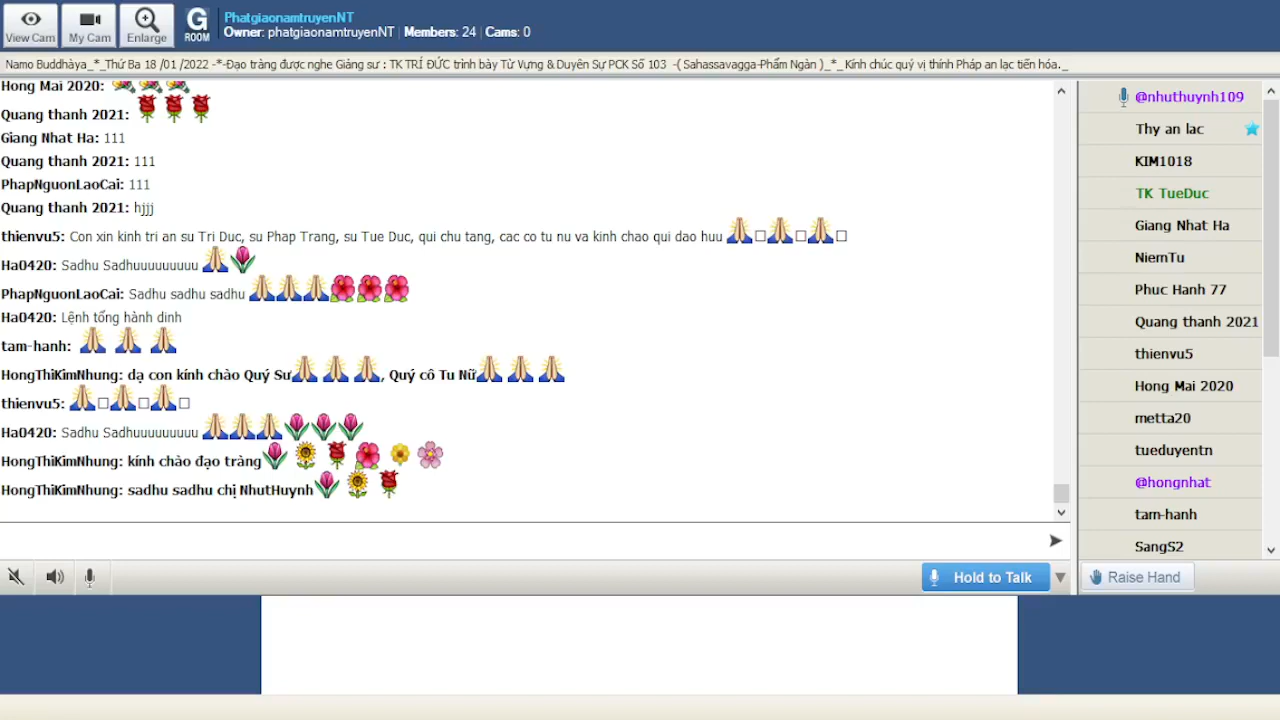 View Cam
My Cam
Enlarge
G
ROOM
PhatgiaonamtruyenNT
Owner: phatgiaonamtruyenNT | Members: 24 | Cams: 0
Namo Buddhàya_*_Thứ Ba 18 /01 /2022 -*-Đạo tràng được nghe Giảng sư : TK TRÍ ĐỨC trình bày Từ Vựng & Duyên Sự PCK Số 103 -( Sahassavagga-Phẩm Ngàn )_*_ Kính chúc quý vị thính Pháp an lạc tiến hóa._
Hong Mai 2020:
Quang thanh 2021:
Giang Nhat Ha: 111
Quang thanh 2021: 111
PhapNguonLaoCai: 111
Quang thanh 2021: hjjj
thienvu5: Con xin kinh tri an su Tri Duc, su Phap Trang, su Tue Duc, qui chu tang, cac co tu nu va kinh chao qui dao huu 🙏□🙏□🙏□
Ha0420: Sadhu Sadhuuuuuuuuu
PhapNguonLaoCai: Sadhu sadhu sadhu
Ha0420: Lệnh tổng hành dinh
tam-hanh:
HongThiKimNhung: dạ con kính chào Quý Sư🙏 🙏 🙏, Quý cô Tu Nữ🙏 🙏 🙏
thienvu5: 🙏□🙏□🙏□
Ha0420: Sadhu Sadhuuuuuuuuu
HongThiKimNhung: kính chào đạo tràng
HongThiKimNhung: sadhu sadhu chị NhutHuynh
@nhuthuynh109
Thy an lac
KIM1018
TK TueDuc
Giang Nhat Ha
NiemTu
Phuc Hanh 77
Quang thanh 2021
thienvu5
Hong Mai 2020
metta20
tueduyentn
@hongnhat
tam-hanh
SangS2
Hold to Talk
Raise Hand